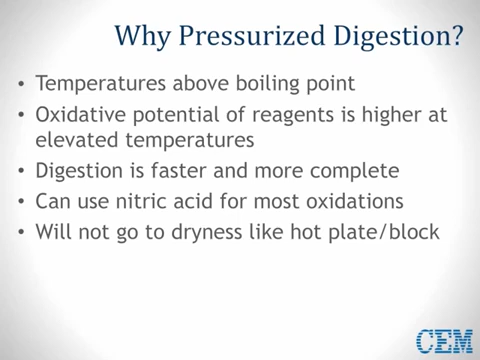 Why Pressurized Digestion?
• Temperatures above boiling point
• Oxidative potential of reagents is higher at
elevated temperatures
• Digestion is faster and more complete
• Can use nitric acid for most oxidations
• Will not go to dryness like hot plate/block
CEM